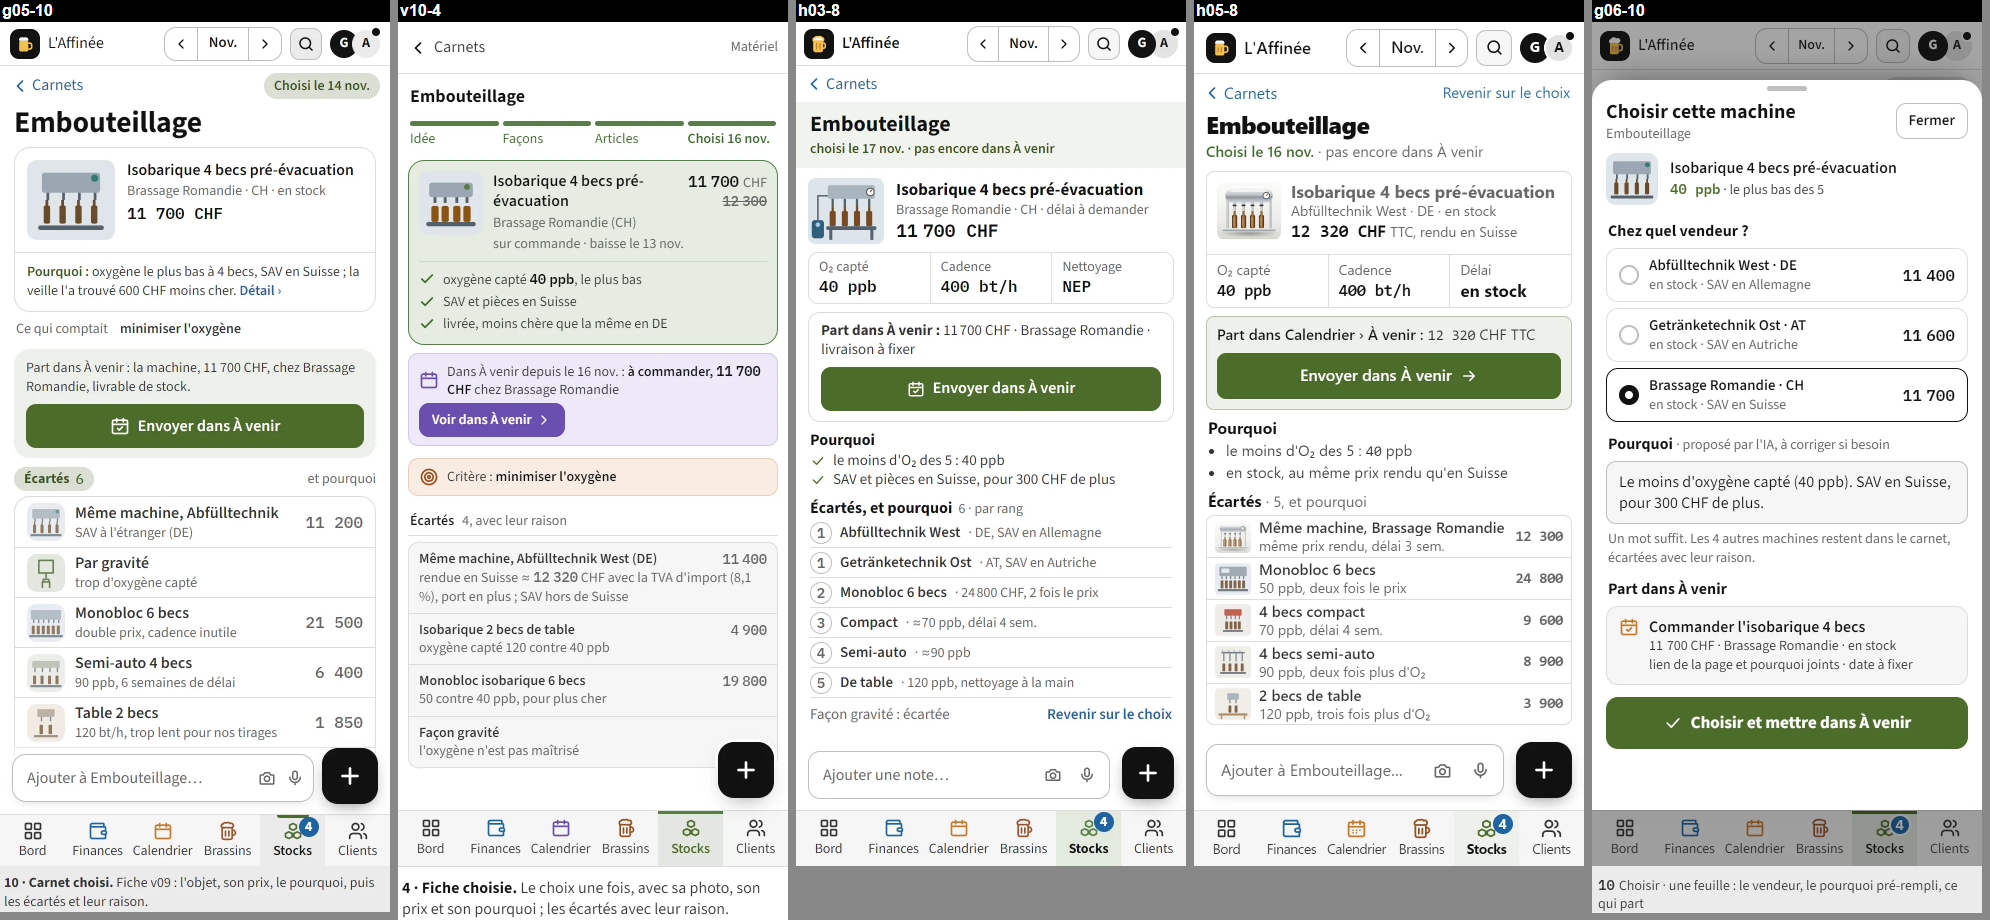 g05-10
L'Affinée
Nov.
G
A
Carnets
Choisi le 14 nov.
Embouteillage
Isobarique 4 becs pré-évacuation
Brassage Romandie · CH · en stock
11 700 CHF
Pourquoi : oxygène le plus bas à 4 becs, SAV en Suisse ; la
veille l'a trouvé 600 CHF moins cher. Détail ›
Ce qui comptait minimiser l'oxygène
Part dans À venir : la machine, 11 700 CHF, chez Brassage
Romandie, livrable de stock.
Envoyer dans À venir
Écartés 6
et pourquoi
Même machine, Abfülltechnik
SAV à l'étranger (DE)
11 200
Par gravité
trop d'oxygène capté
Monobloc 6 becs
double prix, cadence inutile
21 500
Semi-auto 4 becs
90 ppb, 6 semaines de délai
6 400
Table 2 becs
120 bt/h, trop lent pour nos tirages
1 850
Ajouter à Embouteillage…
Bord
Finances
Calendrier
Brassins
4
Stocks
Clients
10 · Carnet choisi. Fiche v09 : l'objet, son prix, le pourquoi, puis
les écartés et leur raison.
v10-4
Carnets
Matériel
Embouteillage
Idée
Façons
Articles
Choisi 16 nov.
Isobarique 4 becs pré-
évacuation
11 700 CHF
12 300
Brassage Romandie (CH)
sur commande · baisse le 13 nov.
oxygène capté 40 ppb, le plus bas
SAV et pièces en Suisse
livrée, moins chère que la même en DE
Dans À venir depuis le 16 nov. : à commander, 11 700
CHF chez Brassage Romandie
Voir dans À venir
Critère : minimiser l'oxygène
Écartés 4, avec leur raison
Même machine, Abfülltechnik West (DE)
11 400
rendue en Suisse ≈ 12 320 CHF avec la TVA d'import (8,1
%), port en plus ; SAV hors de Suisse
Isobarique 2 becs de table
4 900
oxygène capté 120 contre 40 ppb
Monobloc isobarique 6 becs
19 800
50 contre 40 ppb, pour plus cher
Façon gravité
l'oxygène n'est pas maîtrisé
Bord
Finances
Calendrier
Brassins
Stocks
Clients
4 · Fiche choisie. Le choix une fois, avec sa photo, son
prix et son pourquoi ; les écartés avec leur raison.
h03-8
L'Affinée
Nov.
G
A
Carnets
Embouteillage
choisi le 17 nov. · pas encore dans À venir
Isobarique 4 becs pré-évacuation
Brassage Romandie · CH · délai à demander
11 700 CHF
O₂ capté
40 ppb
Cadence
400 bt/h
Nettoyage
NEP
Part dans À venir : 11 700 CHF · Brassage Romandie ·
livraison à fixer
Envoyer dans À venir
Pourquoi
le moins d'O₂ des 5 : 40 ppb
SAV et pièces en Suisse, pour 300 CHF de plus
Écartés, et pourquoi 6 · par rang
1 Abfülltechnik West · DE, SAV en Allemagne
1 Getränketechnik Ost · AT, SAV en Autriche
2 Monobloc 6 becs · 24 800 CHF, 2 fois le prix
3 Compact · ≈70 ppb, délai 4 sem.
4 Semi-auto · ≈90 ppb
5 De table · 120 ppb, nettoyage à la main
Façon gravité : écartée
Revenir sur le choix
Ajouter une note…
Bord
Finances
Calendrier
Brassins
4
Stocks
Clients
h05-8
L'Affinée
Nov.
G
A
Carnets
Revenir sur le choix
Embouteillage
Choisi le 16 nov. · pas encore dans À venir
Isobarique 4 becs pré-évacuation
Abfülltechnik West · DE · en stock
12 320 CHF TTC, rendu en Suisse
O₂ capté
40 ppb
Cadence
400 bt/h
Délai
en stock
Part dans Calendrier › À venir : 12 320 CHF TTC
Envoyer dans À venir
Pourquoi
• le moins d'O₂ des 5 : 40 ppb
• en stock, au même prix rendu qu'en Suisse
Écartés · 5, et pourquoi
Même machine, Brassage Romandie
même prix rendu, délai 3 sem.
12 300
Monobloc 6 becs
50 ppb, deux fois le prix
24 800
4 becs compact
70 ppb, délai 4 sem.
9 600
4 becs semi-auto
90 ppb, deux fois plus d'O₂
8 900
2 becs de table
120 ppb, trois fois plus d'O₂
3 900
Ajouter à Embouteillage…
Bord
Finances
Calendrier
Brassins
4
Stocks
Clients
g06-10
L'Affinée
Nov.
G
A
Choisir cette machine
Embouteillage
Fermer
Isobarique 4 becs pré-évacuation
40 ppb · le plus bas des 5
Chez quel vendeur ?
Abfülltechnik West · DE
en stock · SAV en Allemagne
11 400
Getränketechnik Ost · AT
en stock · SAV en Autriche
11 600
Brassage Romandie · CH
en stock · SAV en Suisse
11 700
Pourquoi · proposé par l'IA, à corriger si besoin
Le moins d'oxygène capté (40 ppb). SAV en Suisse,
pour 300 CHF de plus.
Un mot suffit. Les 4 autres machines restent dans le carnet,
écartées avec leur raison.
Part dans À venir
Commander l'isobarique 4 becs
11 700 CHF · Brassage Romandie · en stock
lien de la page et pourquoi joints · date à fixer
Choisir et mettre dans À venir
Bord
Finances
Calendrier
Brassins
4
Stocks
Clients
10 Choisir · une feuille : le vendeur, le pourquoi pré-rempli, ce
qui part